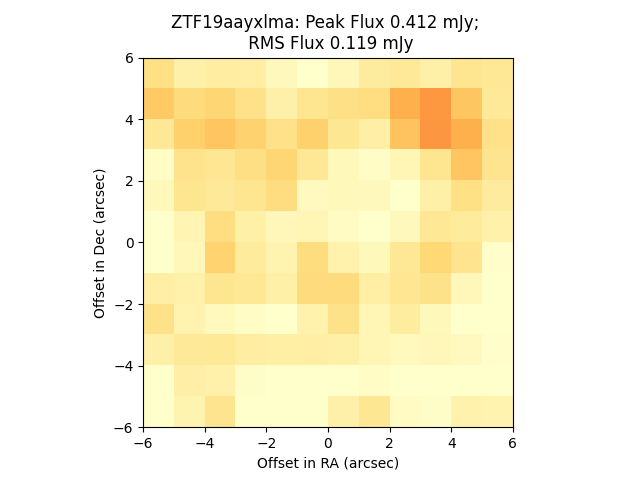 ZTF19aayxlma: Peak Flux 0.412 mJy;
RMS Flux 0.119 mJy
6
4
2
0
−2
−4
−6
Offset in Dec (arcsec)
−6 −4 −2 0 2 4 6
Offset in RA (arcsec)